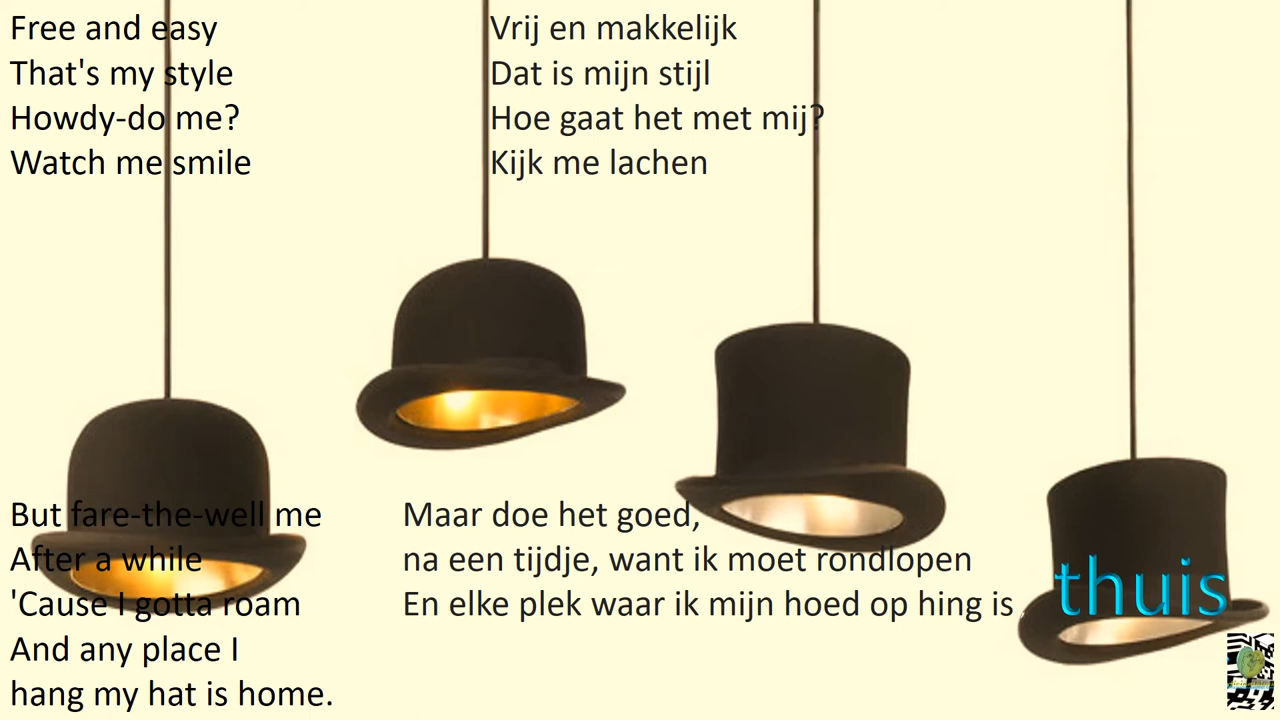 Free and easy
That's my style
Howdy-do me?
Watch me smile
Vrij en makkelijk
Dat is mijn stijl
Hoe gaat het met mij?
Kijk me lachen
But fare-the-well me
After a while
'Cause I gotta roam
And any place I
hang my hat is home.
Maar doe het goed,
na een tijdje, want ik moet rondlopen
En elke plek waar ik mijn hoed op hing is,
thuis